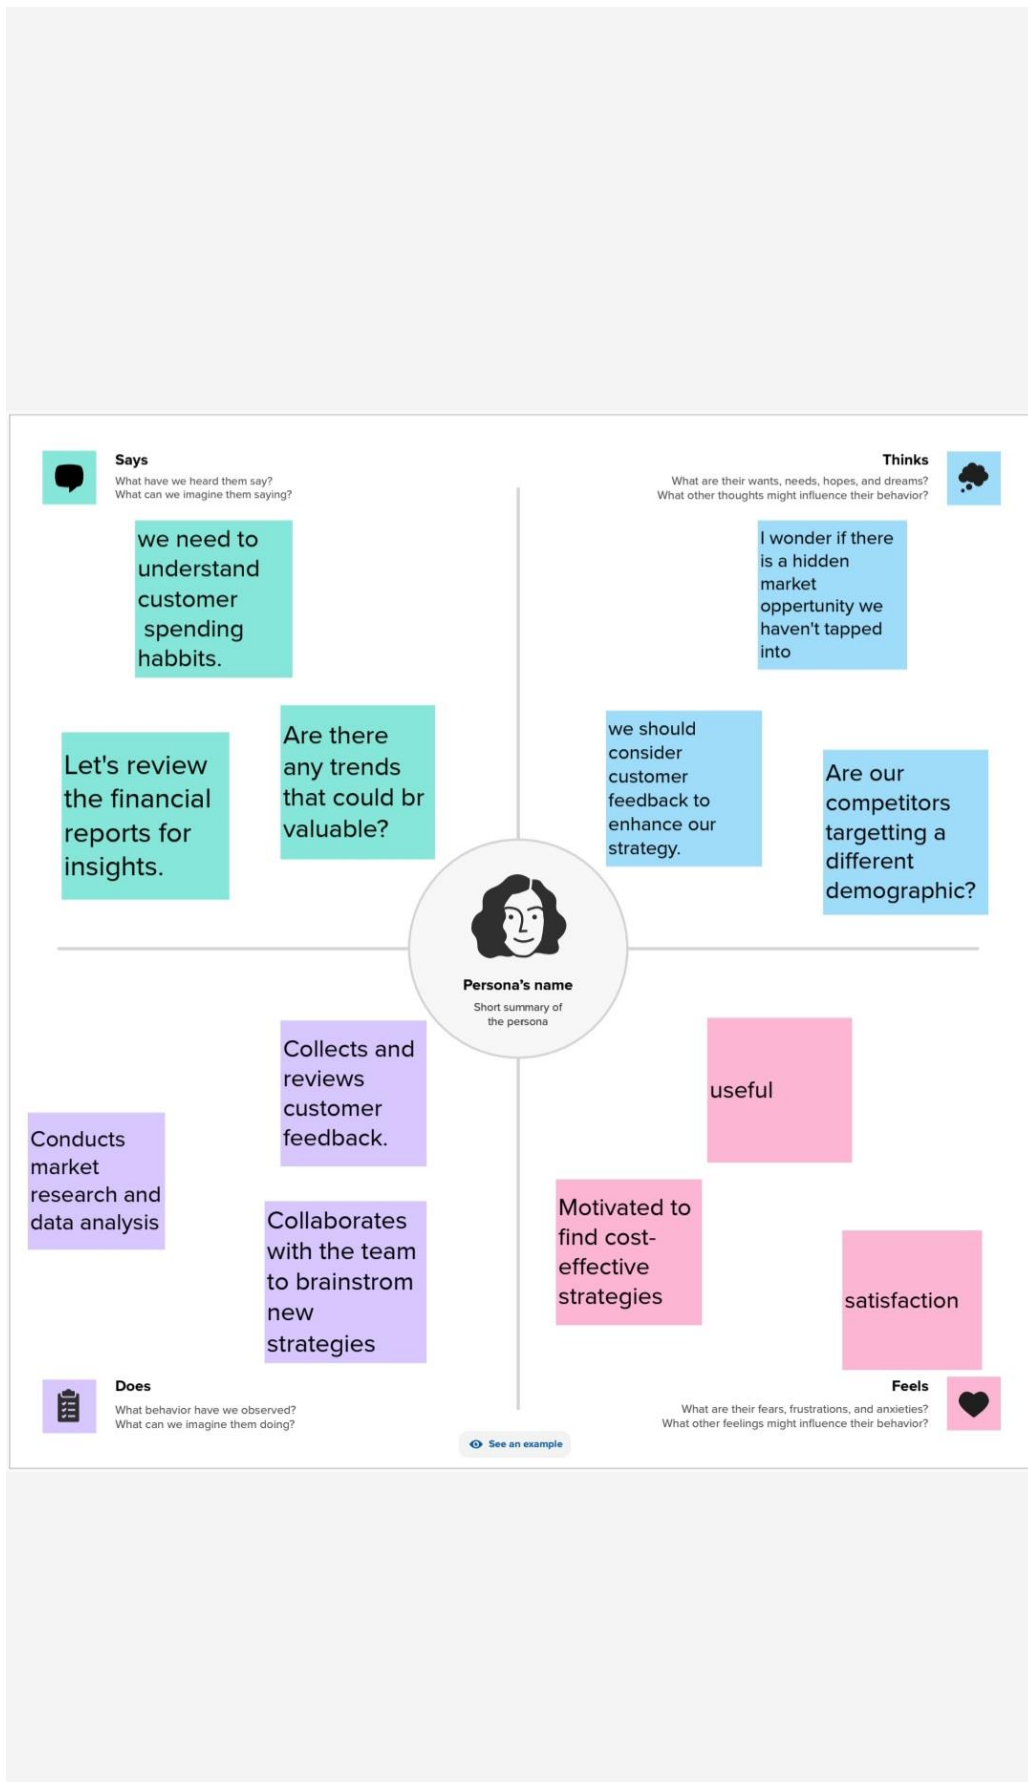 Says
What have we heard them say?
What can we imagine them saying?
we need to
understand
customer
spending
habbits.
Let's review
the financial
reports for
insights.
Are there
any trends
that could br
valuable?
Thinks
What are their wants, needs, hopes, and dreams?
What other thoughts might influence their behavior?
I wonder if there
is a hidden
market
oppertunity we
haven't tapped
into
we should
consider
customer
feedback to
enhance our
strategy.
Are our
competitors
targetting a
different
demographic?
Persona's name
Short summary of
the persona
Collects and
reviews
customer
feedback.
Conducts
market
research and
data analysis
Collaborates
with the team
to brainstrom
new
strategies
Does
What behavior have we observed?
What can we imagine them doing?
useful
Motivated to
find cost-
effective
strategies
satisfaction
Feels
What are their fears, frustrations, and anxieties?
What other feelings might influence their behavior?
See an example